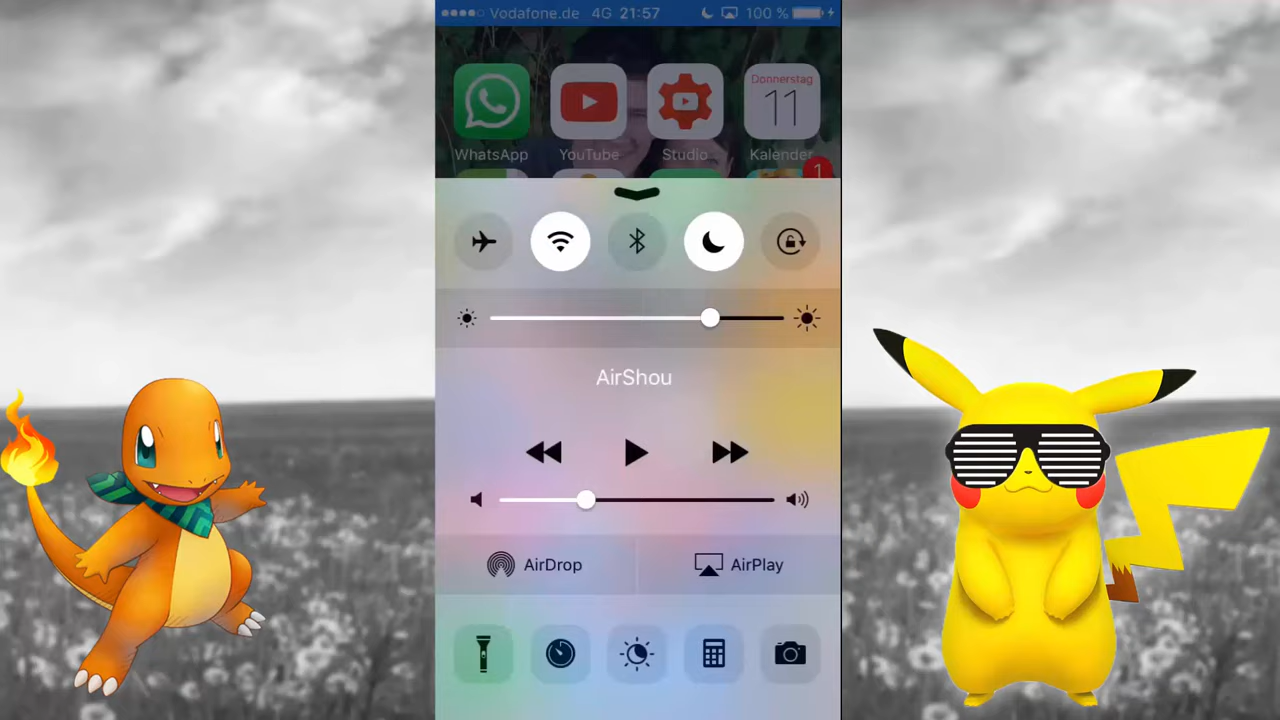 Vodafone.de 4G 21:57 100 %
Donnerstag
11
WhatsApp YouTube Studio Kalender
1
AirShou
AirDrop AirPlay